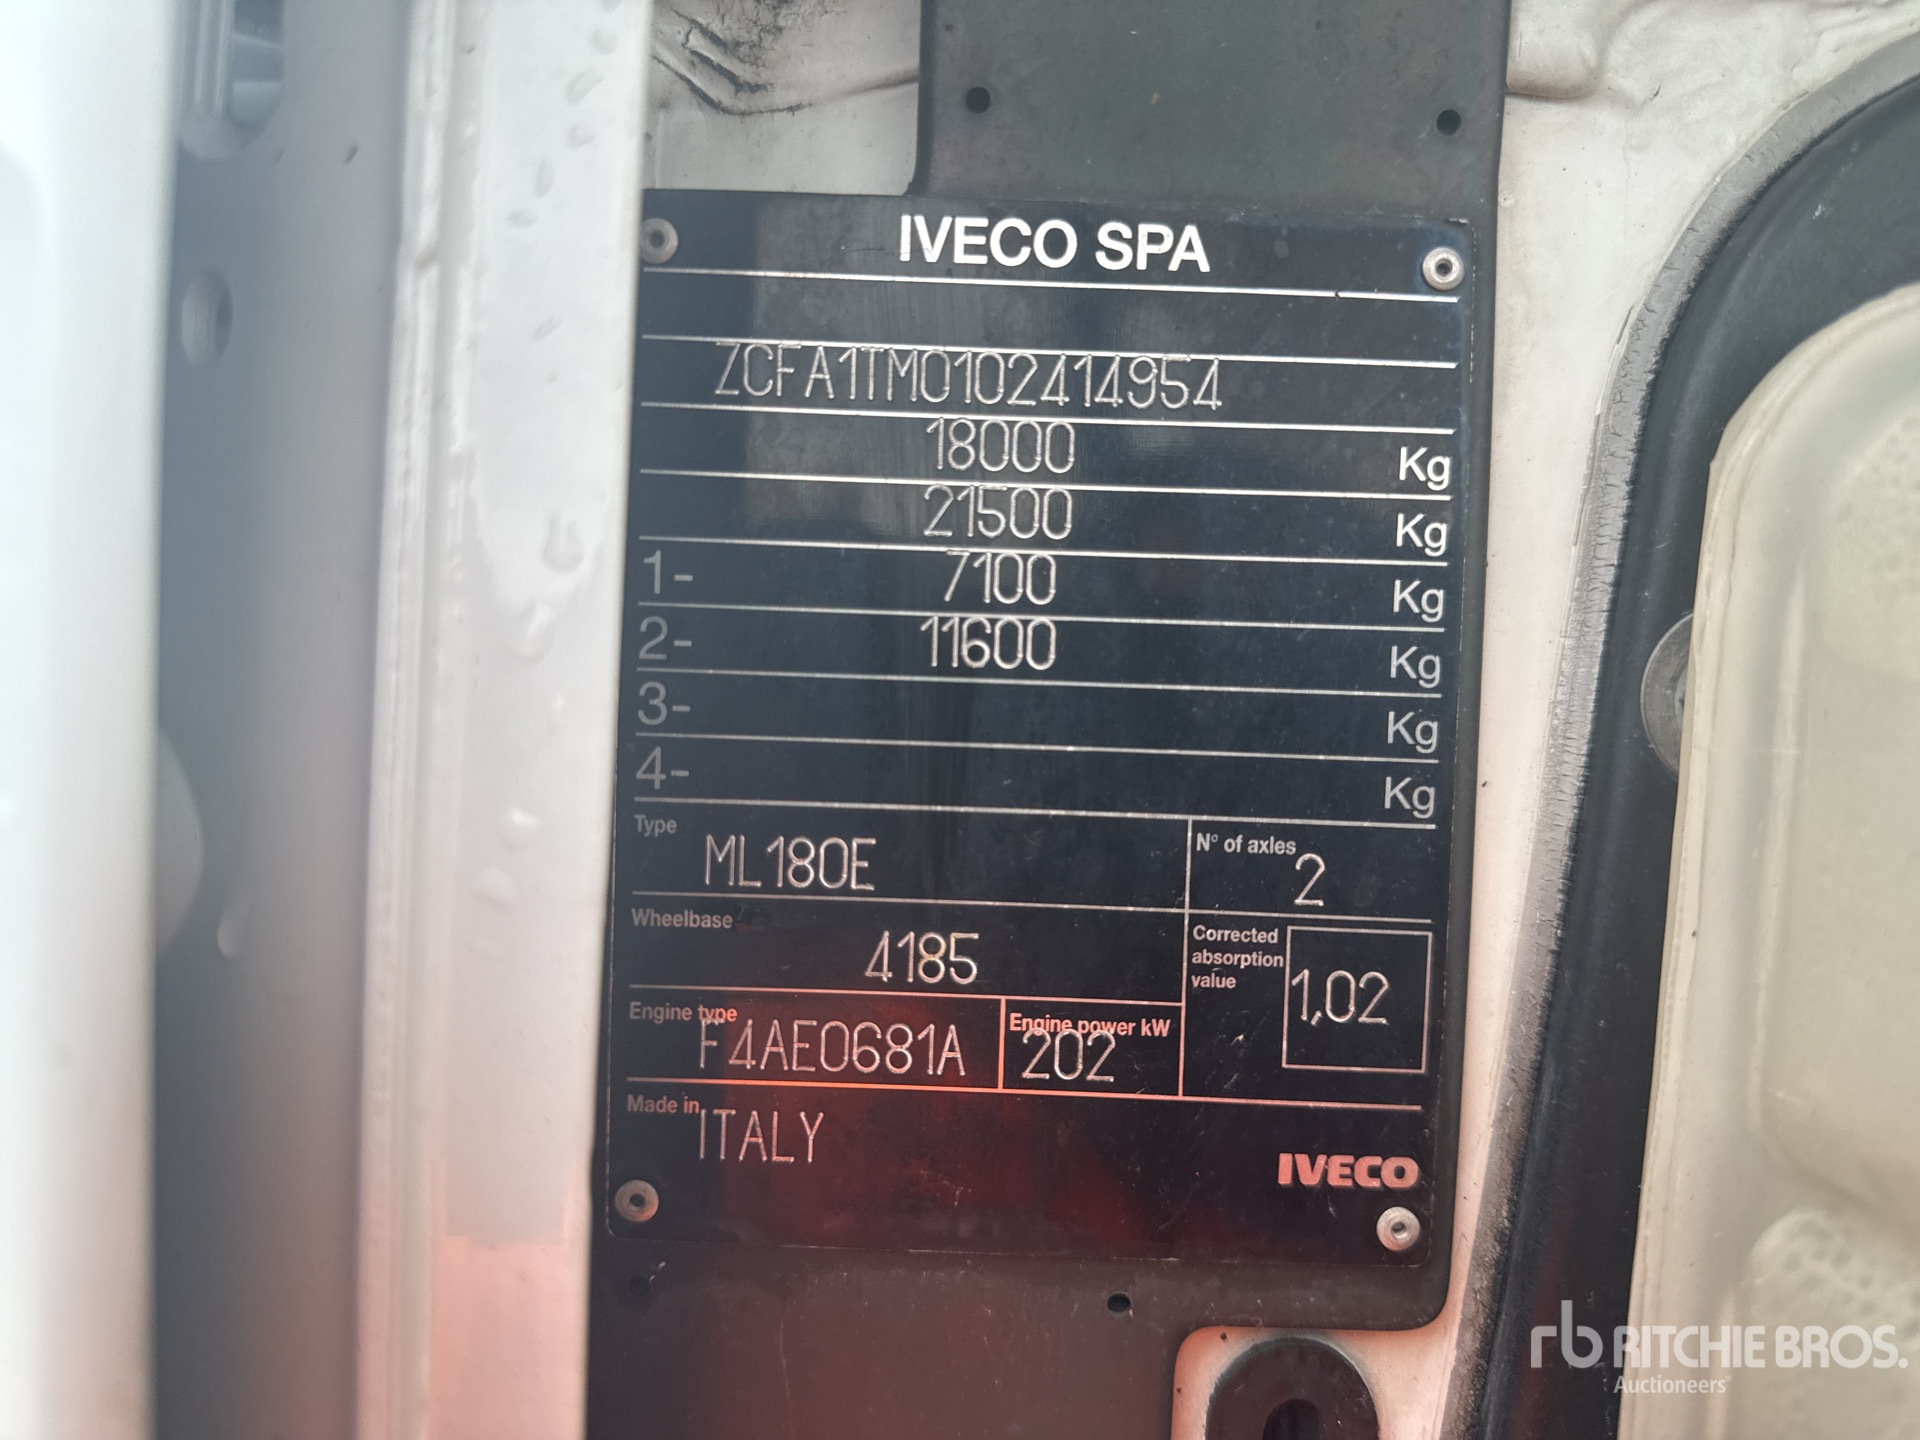 IVECO SPA
ZCFA1TM0102414954
18000 Kg
21500 Kg
1- 7100 Kg
2- 11600 Kg
3- Kg
4- Kg
Type ML180E
N° of axles 2
Wheelbase 4185
Corrected
absorption
value
1,02
Engine type F4AE0681A
Engine power kW 202
Made in ITALY
IVECO
rb RITCHIE BROS.
Auctioneers